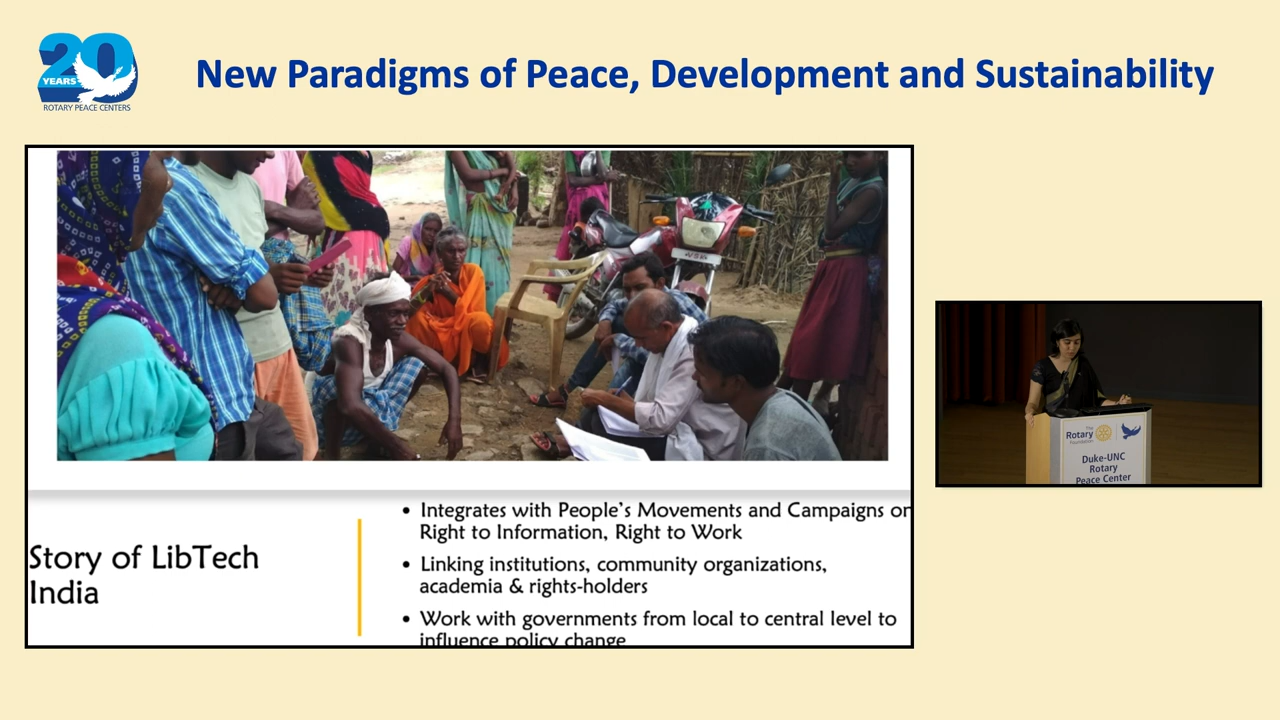 20
YEARS
ROTARY PEACE CENTERS
New Paradigms of Peace, Development and Sustainability
Story of LibTech
India
• Integrates with People's Movements and Campaigns on
Right to Information, Right to Work
• Linking institutions, community organizations,
academia & rights-holders
• Work with governments from local to central level to
influence policy change
The
Rotary
Foundation
Duke-UNC
Rotary
Peace Center